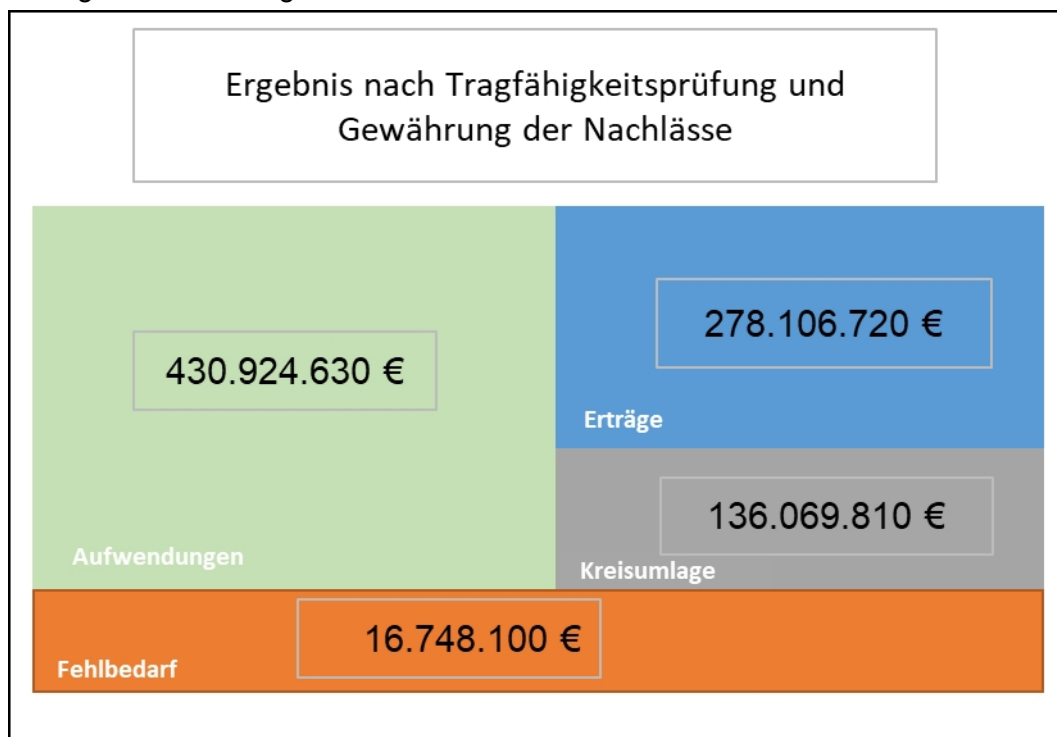 Ergebnis nach Tragfähigkeitsprüfung und
Gewährung der Nachlässe
430.924.630 €
Aufwendungen
278.106.720 €
Erträge
136.069.810 €
Kreisumlage
16.748.100 €
Fehlbedarf